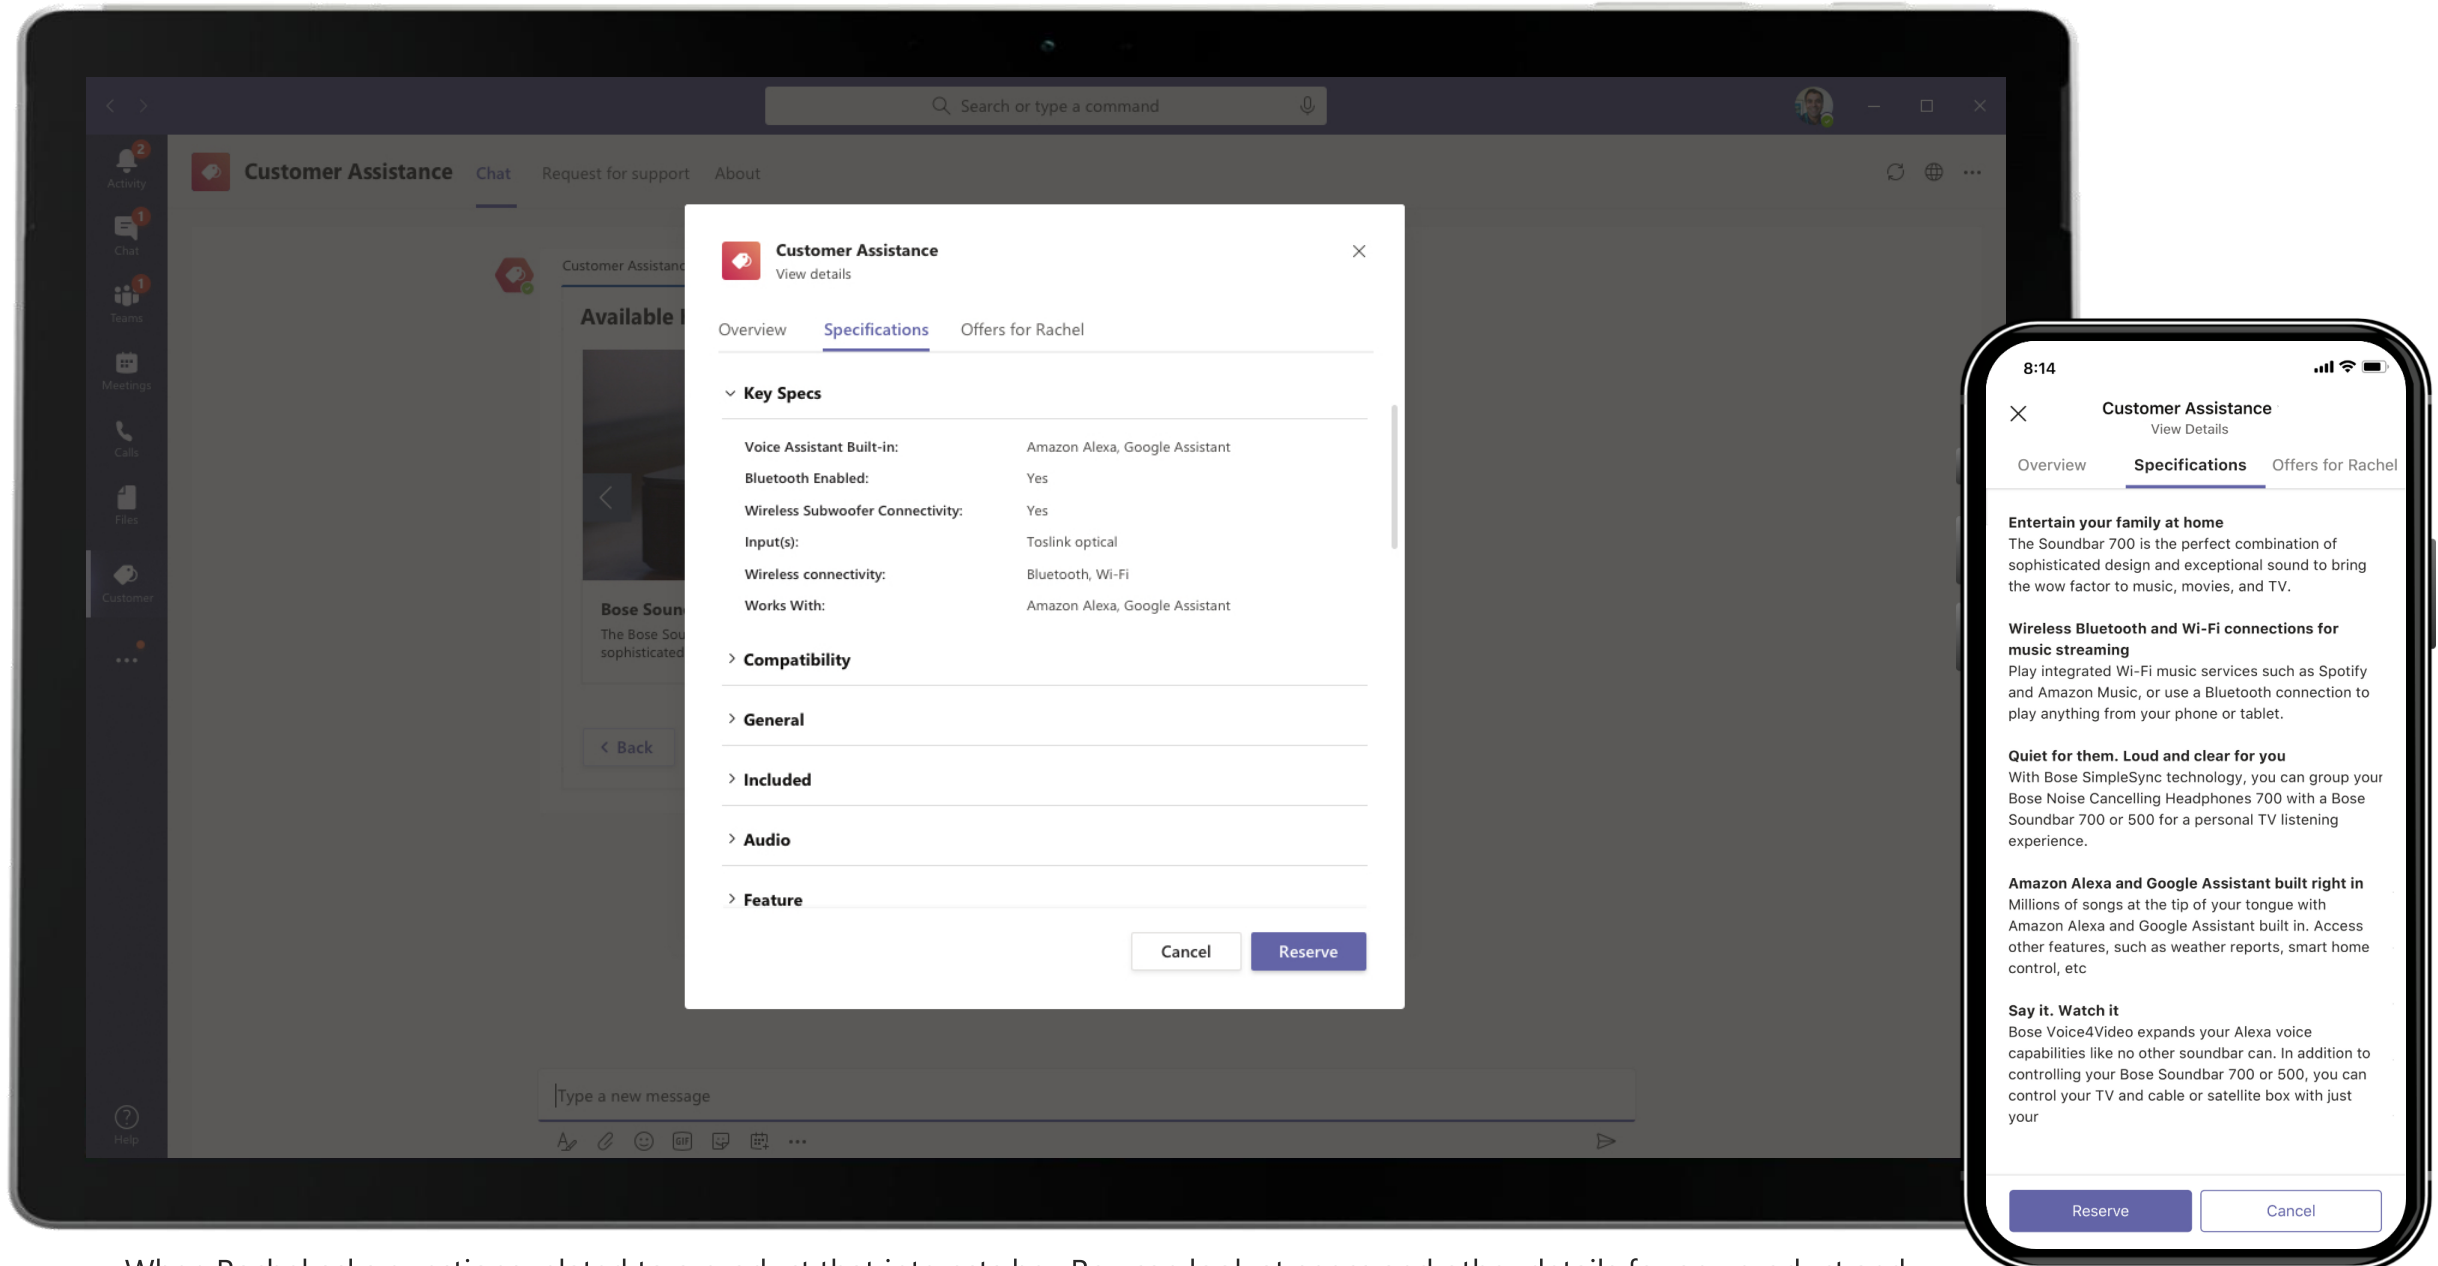 Search or type a command
2
Activity
1
Chat
1
Teams
Meetings
Calls
Files
Customer
Help
Customer Assistance Chat Request for support About
Available
Bose
The Bose
sophisticated
Back
Type a new message
GIF
Customer Assistance
View details
Overview Specifications Offers for Rachel
Key Specs
Voice Assistant Built-in: Amazon Alexa, Google Assistant
Bluetooth Enabled: Yes
Wireless Subwoofer Connectivity: Yes
Input(s): Toslink optical
Wireless connectivity: Bluetooth, Wi-Fi
Works With: Amazon Alexa, Google Assistant
Compatibility
General
Included
Audio
Feature
Cancel Reserve
8:14
Customer Assistance
View Details
Overview Specifications Offers for Rachel
Entertain your family at home
The Soundbar 700 is the perfect combination of
sophisticated design and exceptional sound to bring
the wow factor to music, movies, and TV.
Wireless Bluetooth and Wi-Fi connections for
music streaming
Play integrated Wi-Fi music services such as Spotify
and Amazon Music, or use a Bluetooth connection to
play anything from your phone or tablet.
Quiet for them. Loud and clear for you
With Bose SimpleSync technology, you can group your
Bose Noise Cancelling Headphones 700 with a Bose
Soundbar 700 or 500 for a personal TV listening
experience.
Amazon Alexa and Google Assistant built right in
Millions of songs at the tip of your tongue with
Amazon Alexa and Google Assistant built in. Access
other features, such as weather reports, smart home
control, etc
Say it. Watch it
Bose Voice4Video expands your Alexa voice
capabilities like no other soundbar can. In addition to
controlling your Bose Soundbar 700 or 500, you can
control your TV and cable or satellite box with just
your
Reserve Cancel